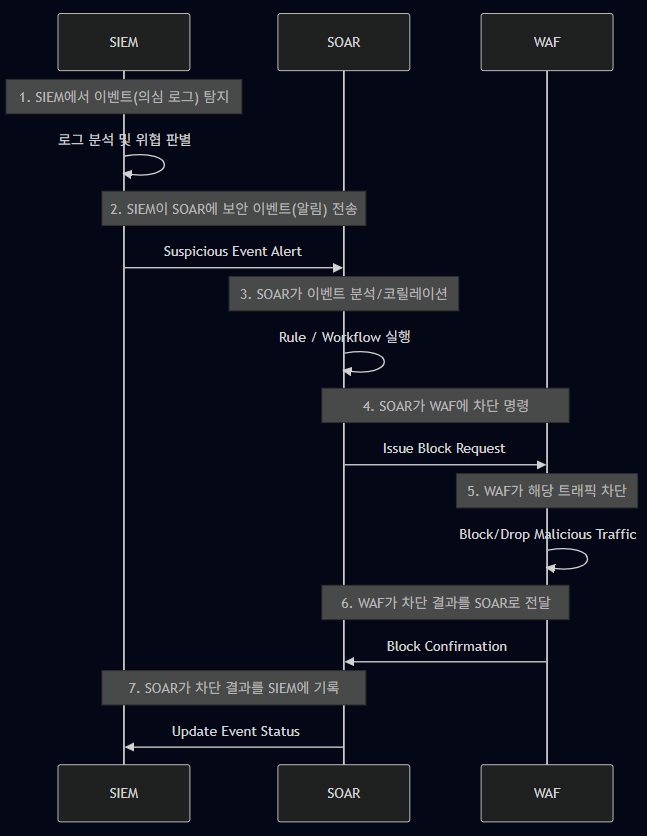 SIEM
SOAR
WAF
1. SIEM에서 이벤트(의심 로그) 탐지
로그 분석 및 위협 판별
2. SIEM이 SOAR에 보안 이벤트(알림) 전송
Suspicious Event Alert
3. SOAR가 이벤트 분석/코릴레이션
Rule / Workflow 실행
4. SOAR가 WAF에 차단 명령
Issue Block Request
5. WAF가 해당 트래픽 차단
Block/Drop Malicious Traffic
6. WAF가 차단 결과를 SOAR로 전달
Block Confirmation
7. SOAR가 차단 결과를 SIEM에 기록
Update Event Status
SIEM
SOAR
WAF